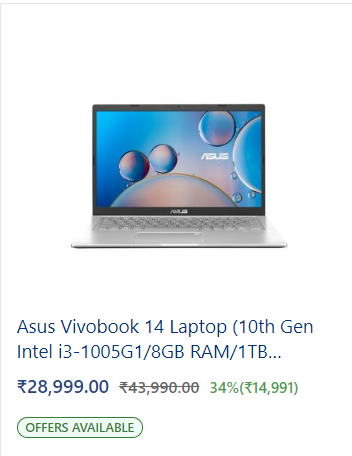 ASUS
ASUS
Asus Vivobook 14 Laptop (10th Gen
Intel i3-1005G1/8GB RAM/1TB...
₹28,999.00 ₹43,990.00 34%(₹14,991)
OFFERS AVAILABLE